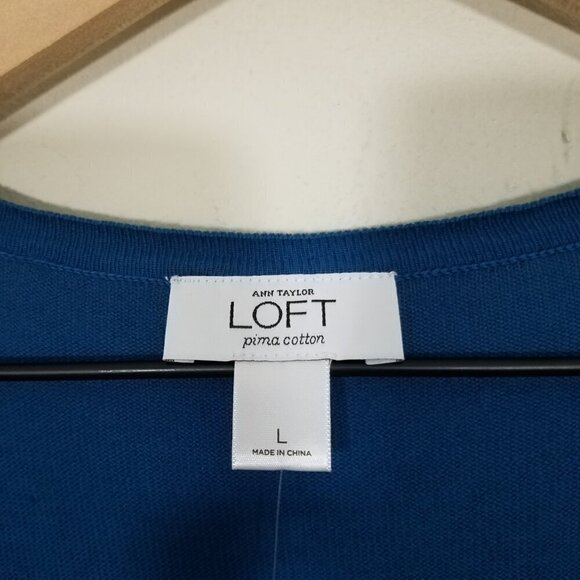 ANN TAYLOR
LOFT
pima cotton
L
MADE IN CHINA